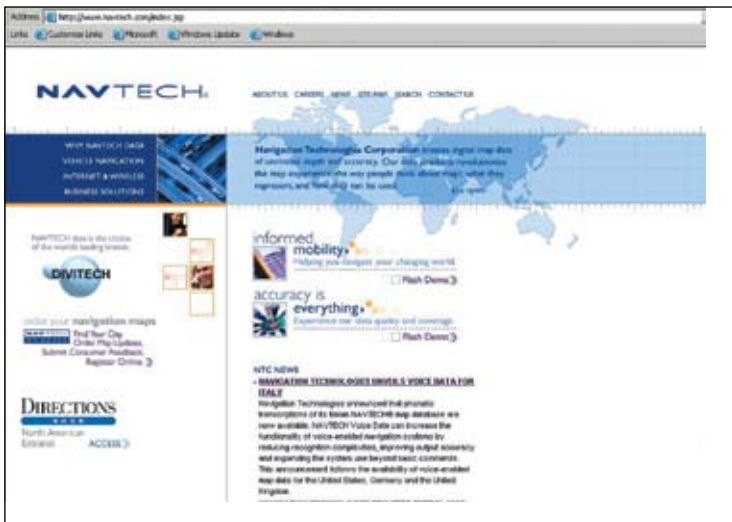 Address http://www.navtech.com/index.jsp
Links Customize Links Microsoft Windows Update Windows
NAVTECH
ABOUT US CAREERS NEWS SITE MAP SEARCH CONTACT US
WHY NAVTECH DATA
VEHICLE NAVIGATION
INTERNET & WIRELESS
BUSINESS SOLUTIONS
Navigation Technologies Corporation creates digital map data
of unrivaled depth and accuracy. Our data products revolutionize
the map experience, the way people think about maps, what they
represent, and how they can be used.
NAVTECH data is the choice
of the worlds leading brands.
DIVITECH
order your navigation maps
Find Your City,
Order Map Updates,
Submit Consumer Feedback,
Register Online
DIRECTIONS
North American
Extranet ACCESS
informed
mobility
Helping you navigate your changing world.
Flash Demo
accuracy is
everything
Experience our data quality and coverage.
Flash Demo
NTC NEWS
NAVIGATION TECHNOLOGIES UNVEILS VOICE DATA FOR
ITALY
Navigation Technologies announced that phonetic
transcriptions of its Italian NAVTECH® map database are
now available. NAVTECH Voice Data can increase the
functionality of voice-enabled navigation systems by
reducing recognition complexities, improving output accuracy
and expanding the system use beyond basic commands.
This announcement follows the availability of voice-enabled
map data for the United States, Germany and the United
Kingdom.